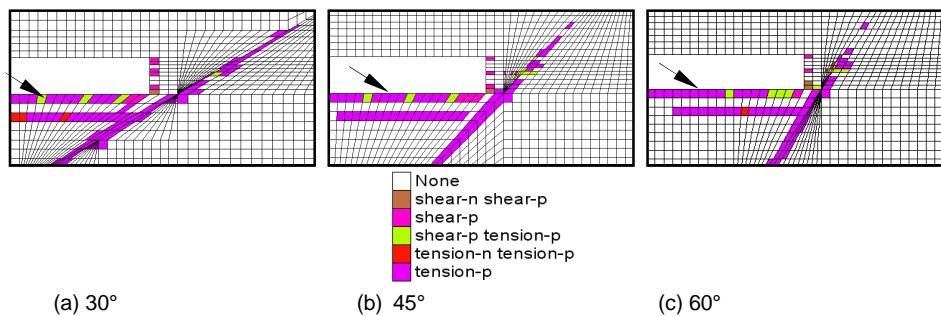 None
shear-n shear-p
shear-p
shear-p tension-p
tension-n tension-p
tension-p
(a) 30° (b) 45° (c) 60°